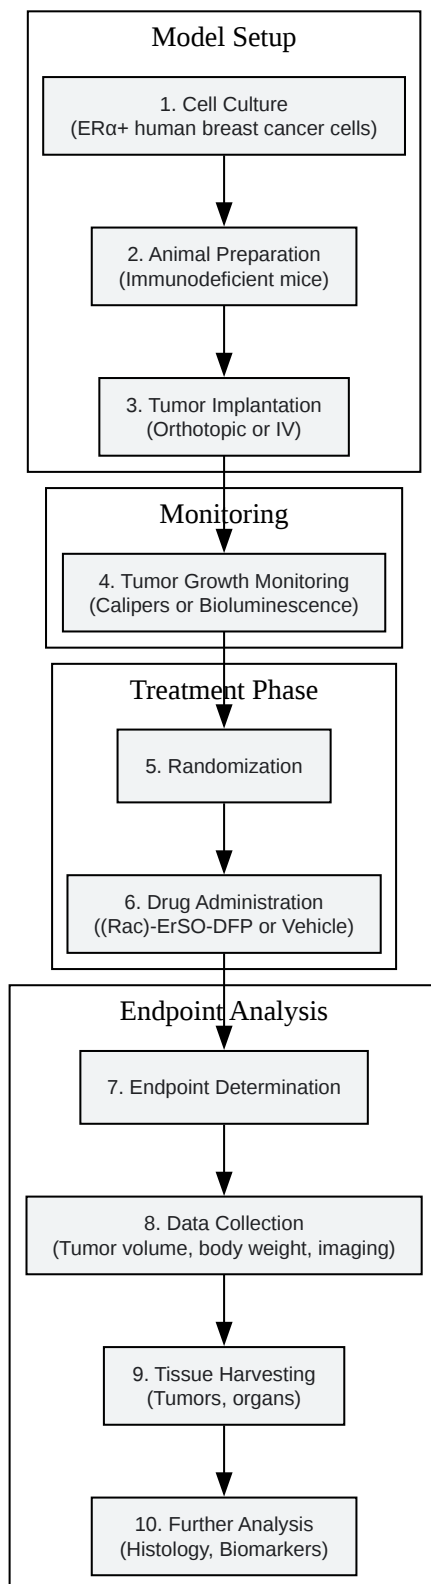 Model Setup
1. Cell Culture
(ERα+ human breast cancer cells)
2. Animal Preparation
(Immunodeficient mice)
3. Tumor Implantation
(Orthotopic or IV)
Monitoring
4. Tumor Growth Monitoring
(Calipers or Bioluminescence)
Treatment Phase
5. Randomization
6. Drug Administration
((Rac)-ErSO-DFP or Vehicle)
Endpoint Analysis
7. Endpoint Determination
8. Data Collection
(Tumor volume, body weight, imaging)
9. Tissue Harvesting
(Tumors, organs)
10. Further Analysis
(Histology, Biomarkers)